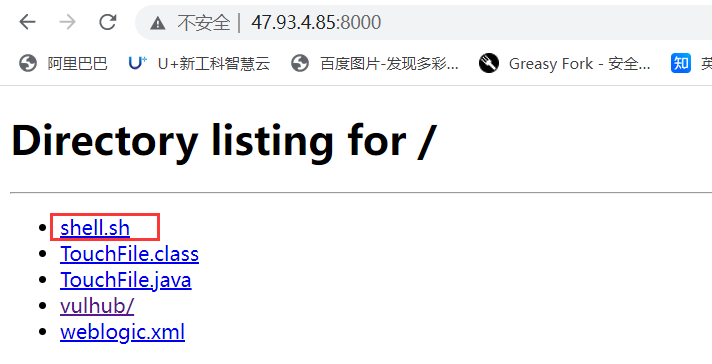 不安全 | 47.93.4.85:8000
阿里巴巴 U+新工科智慧云 百度图片-发现多彩... Greasy Fork - 安全... 知 英
Directory listing for /
shell.sh
TouchFile.class
TouchFile.java
vulhub/
weblogic.xml